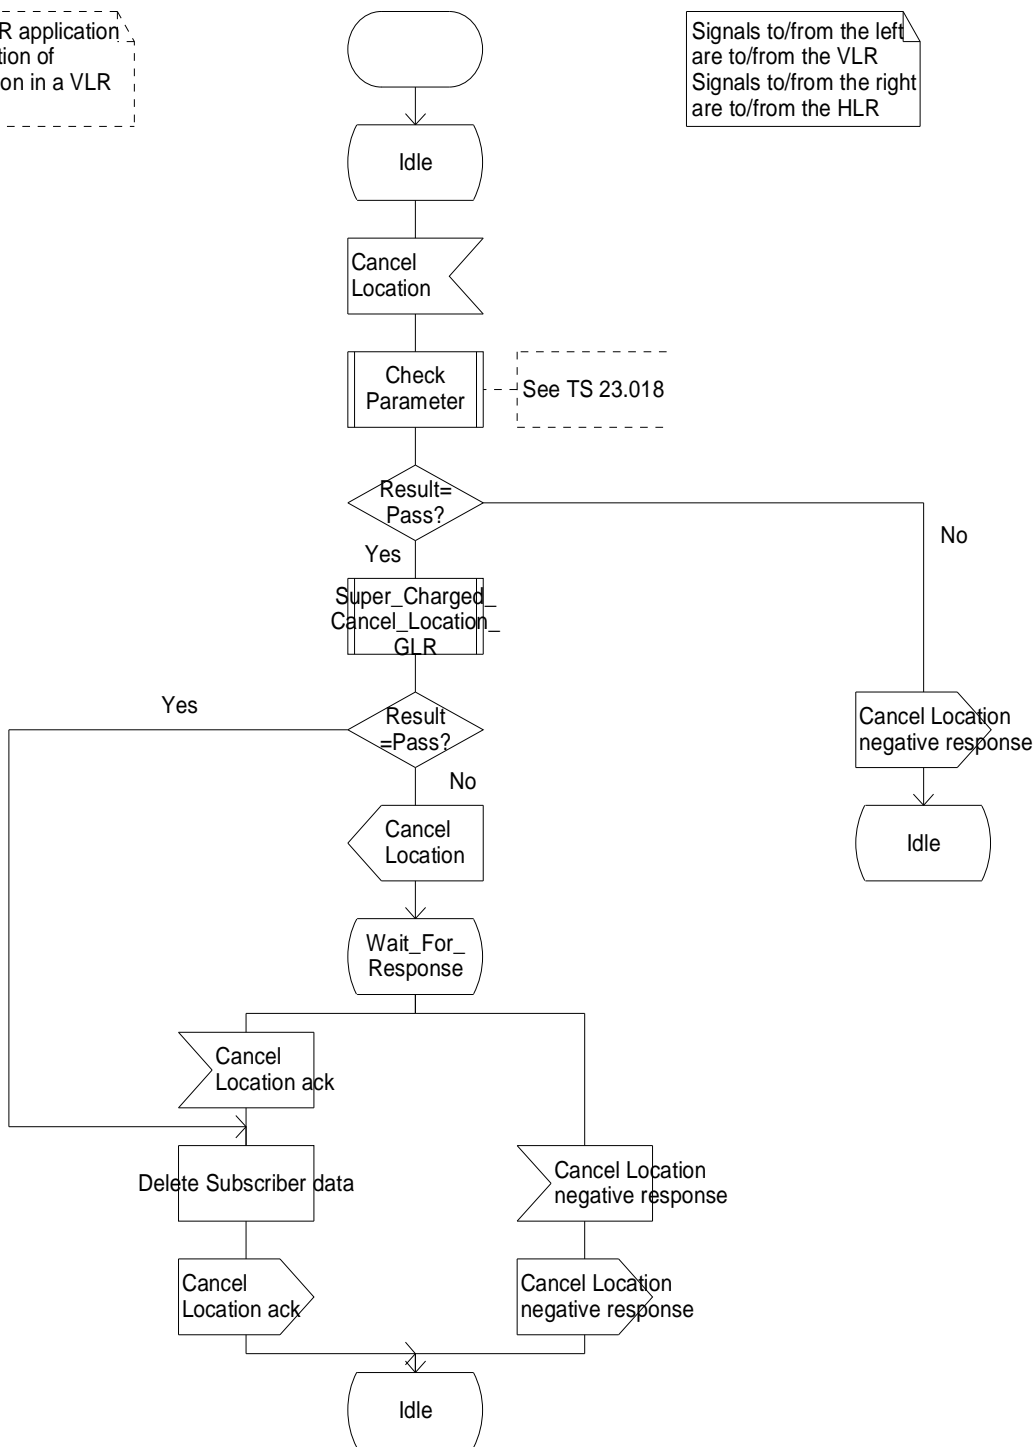 R application
tion of
on in a VLR
Signals to/from the left
are to/from the VLR
Signals to/from the right
are to/from the HLR
Idle
Cancel
Location
Check
Parameter
See TS 23.018
Result=
Pass?
No
Yes
Super_Charged_
Cancel_Location_
GLR
Yes
Result
=Pass?
No
Cancel Location
negative response
Idle
Cancel
Location
Wait_For_
Response
Cancel
Location ack
Delete Subscriber data
Cancel Location
negative response
Cancel
Location ack
Cancel Location
negative response
Idle